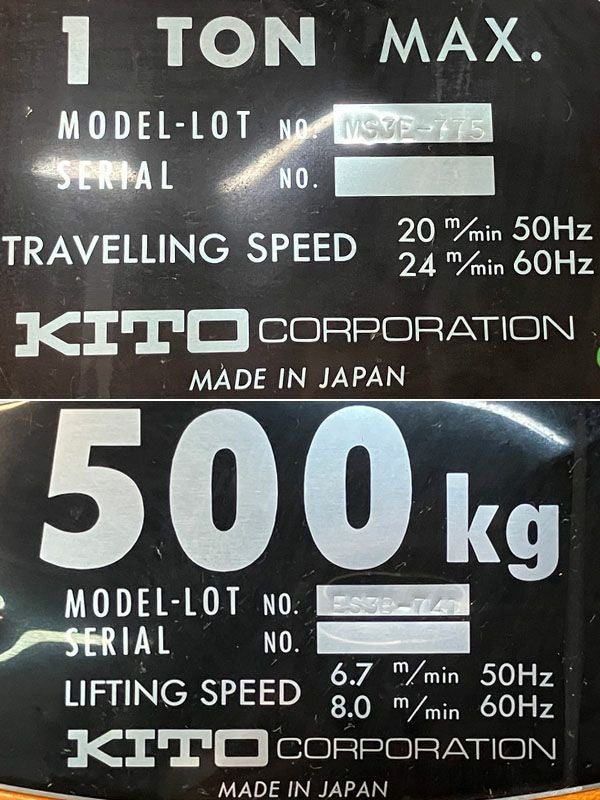 1 TON MAX.
MODEL-LOT NO. MS3E-775
SERIAL NO.
TRAVELLING SPEED 20 m/min 50Hz
24 m/min 60Hz
KITO CORPORATION
MADE IN JAPAN
500 kg
MODEL-LOT NO.
SERIAL NO.
LIFTING SPEED 6.7 m/min 50Hz
8.0 m/min 60Hz
KITO CORPORATION
MADE IN JAPAN